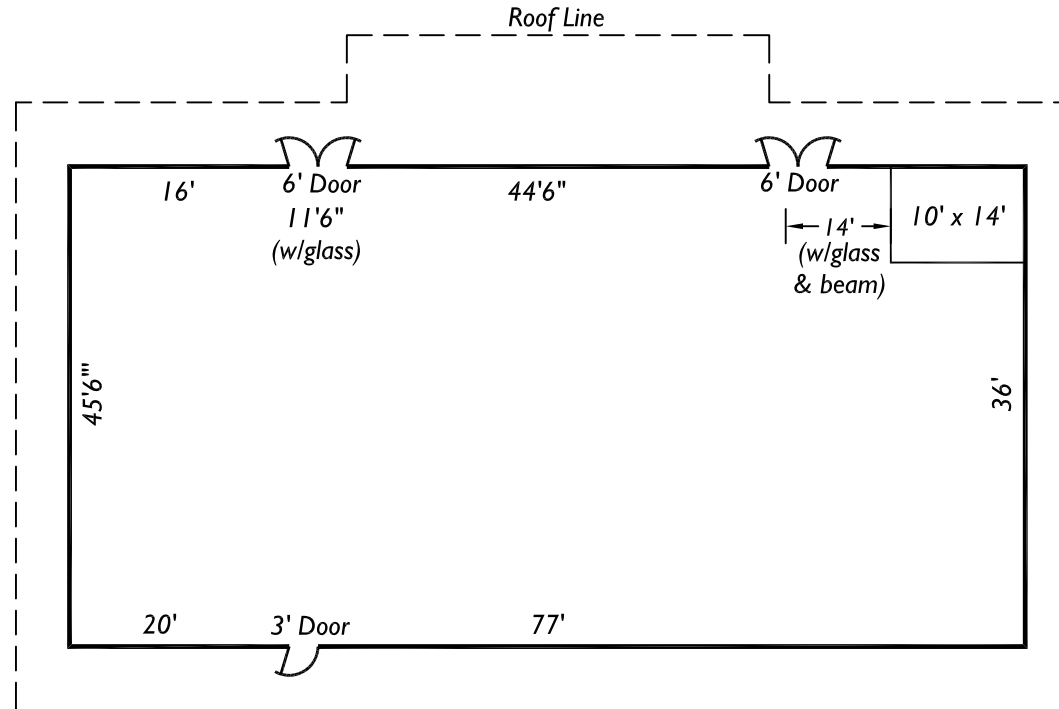 Roof Line
16'
6' Door
11'6"
(w/glass)
44'6"
6' Door
14'
(w/glass
& beam)
10' x 14'
45'6'"
36'
20'
3' Door
77'